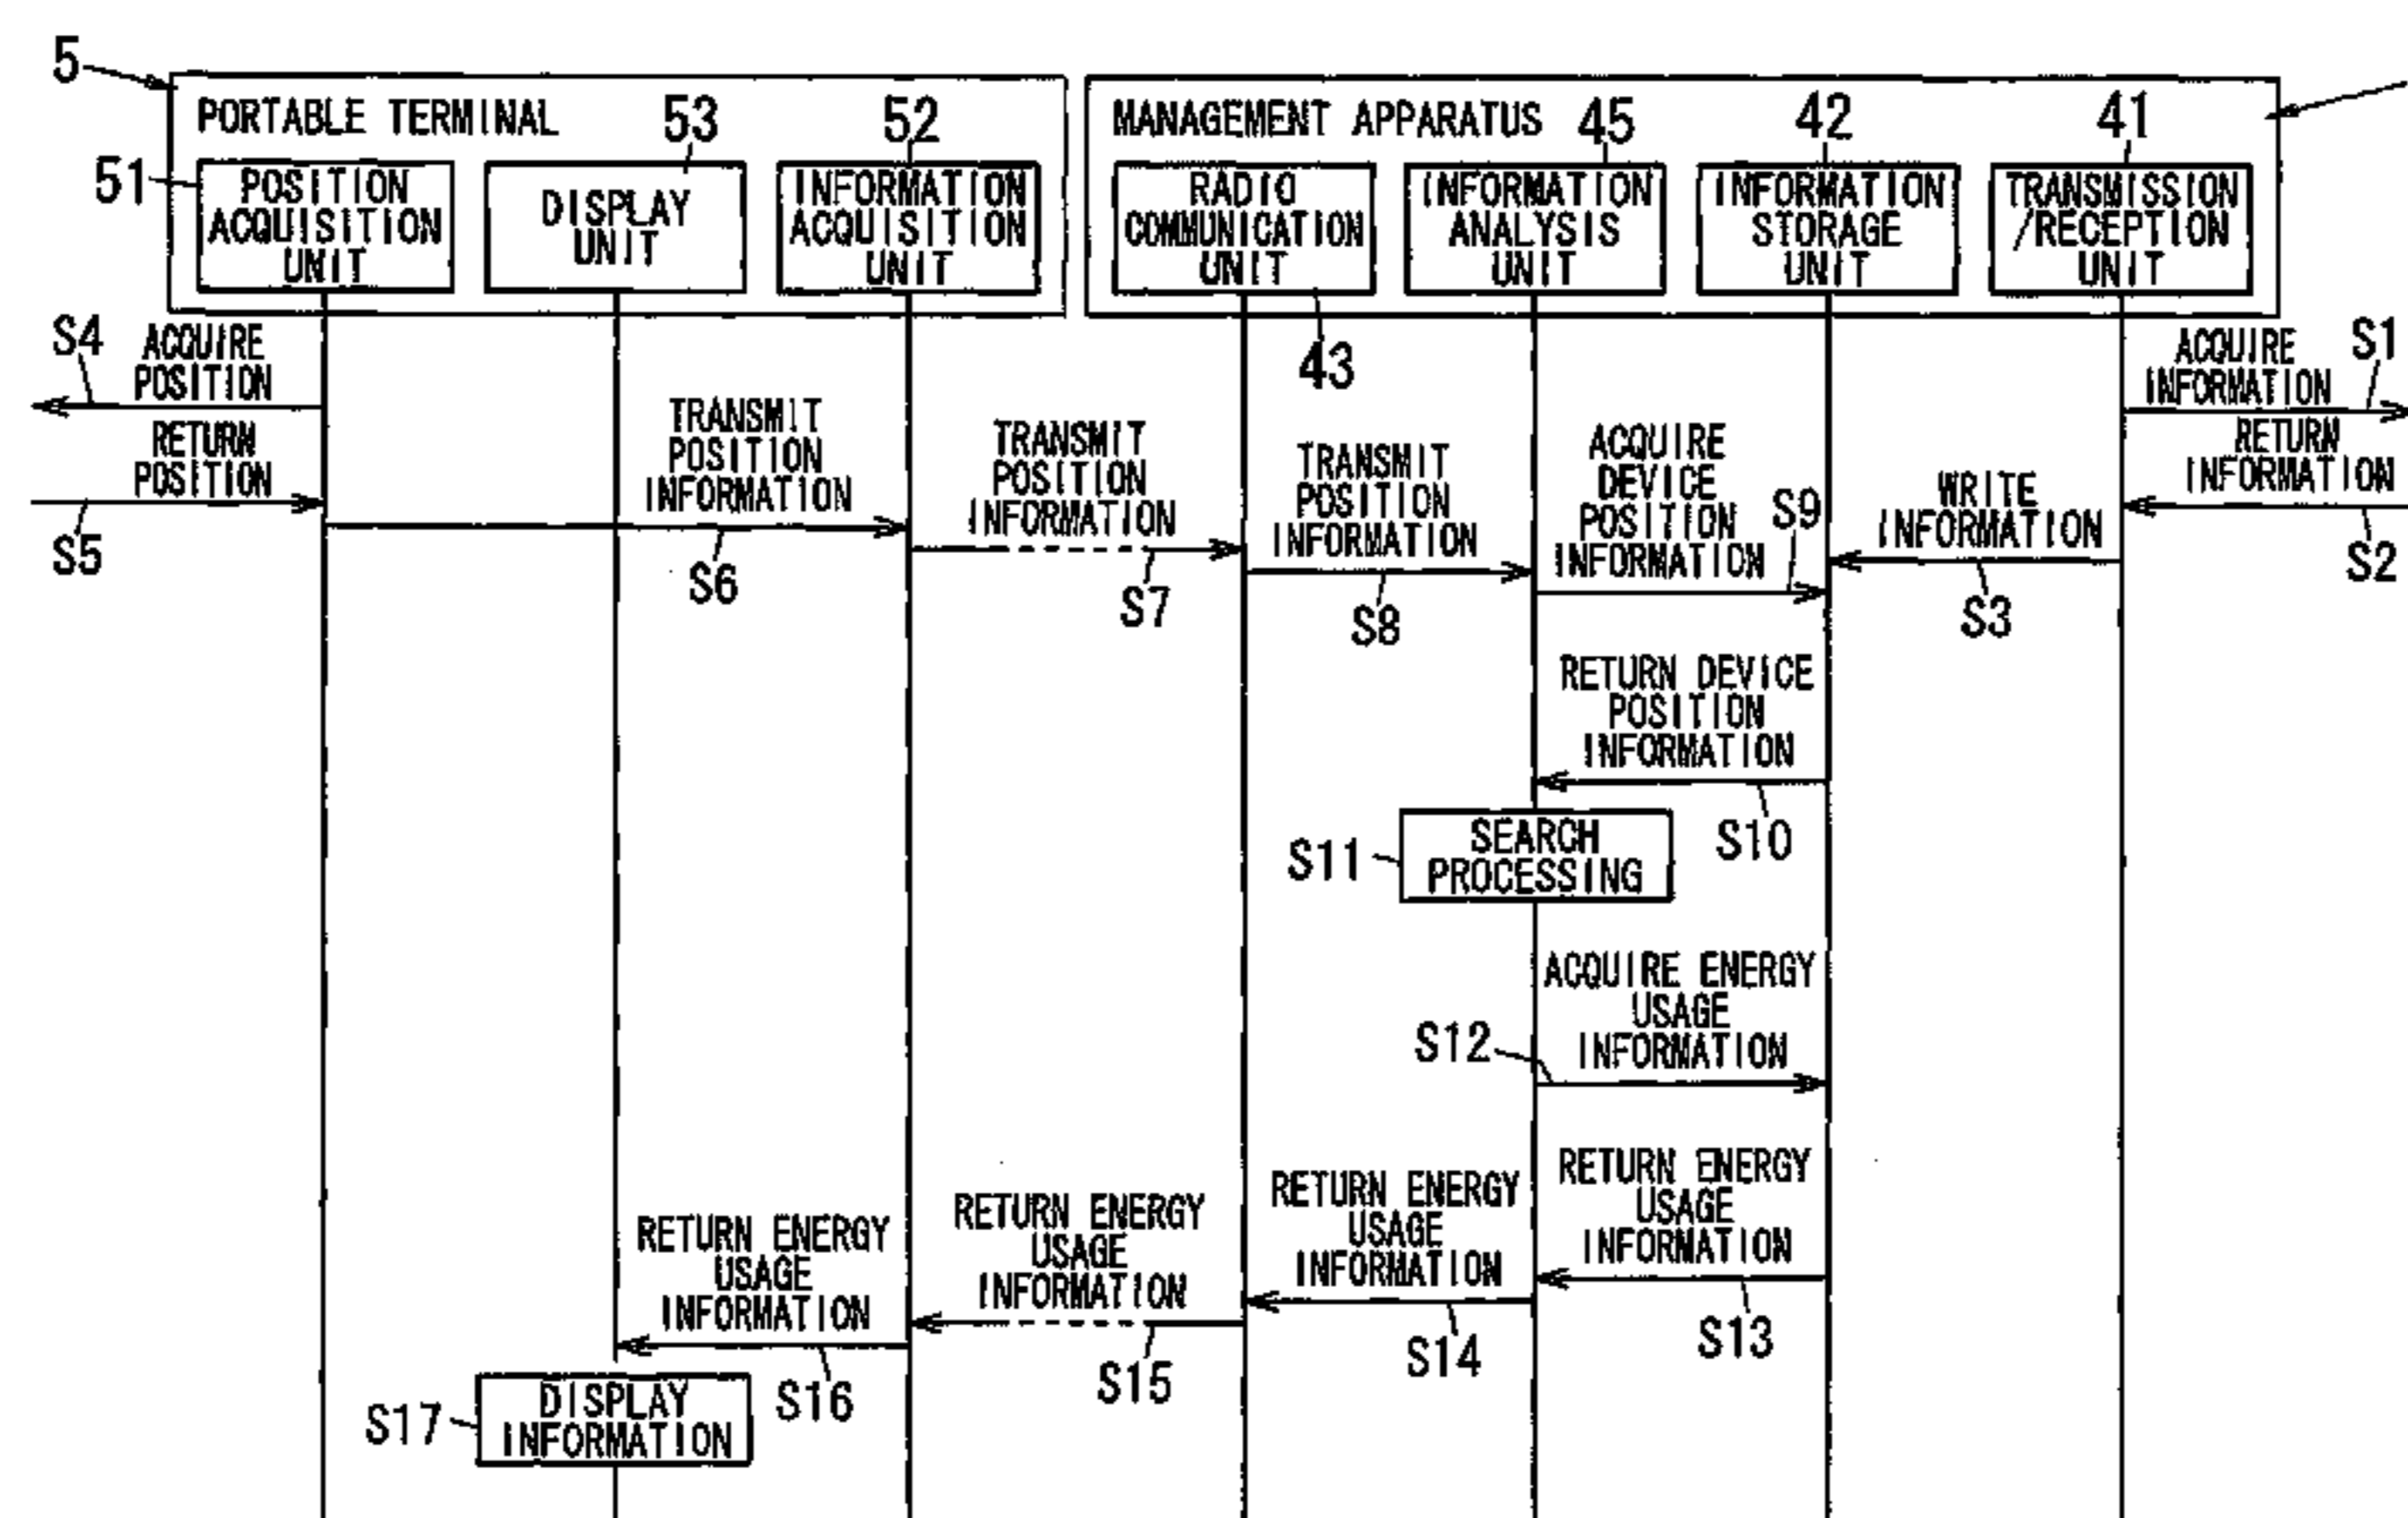 5
PORTABLE TERMINAL
53
52
MANAGEMENT APPARATUS
45
42
41
51
POSITION
ACQUISITION
UNIT
DISPLAY
UNIT
INFORMATION
ACQUISITION
UNIT
RADIO
COMMUNICATION
UNIT
INFORMATION
ANALYSIS
UNIT
INFORMATION
STORAGE
UNIT
TRANSMISSION
/RECEPTION
UNIT
43
S4
ACQUIRE
POSITION
RETURN
POSITION
S5
TRANSMIT
POSITION
INFORMATION
S6
TRANSMIT
POSITION
INFORMATION
S7
TRANSMIT
POSITION
INFORMATION
S8
ACQUIRE
DEVICE
POSITION
INFORMATION
S9
WRITE
INFORMATION
S3
ACQUIRE
INFORMATION
S1
RETURN
INFORMATION
S2
RETURN DEVICE
POSITION
INFORMATION
S10
S11
SEARCH
PROCESSING
ACQUIRE ENERGY
USAGE
INFORMATION
S12
RETURN ENERGY
USAGE
INFORMATION
S13
RETURN ENERGY
USAGE
INFORMATION
S14
RETURN ENERGY
USAGE
INFORMATION
S15
RETURN ENERGY
USAGE
INFORMATION
S16
S17
DISPLAY
INFORMATION